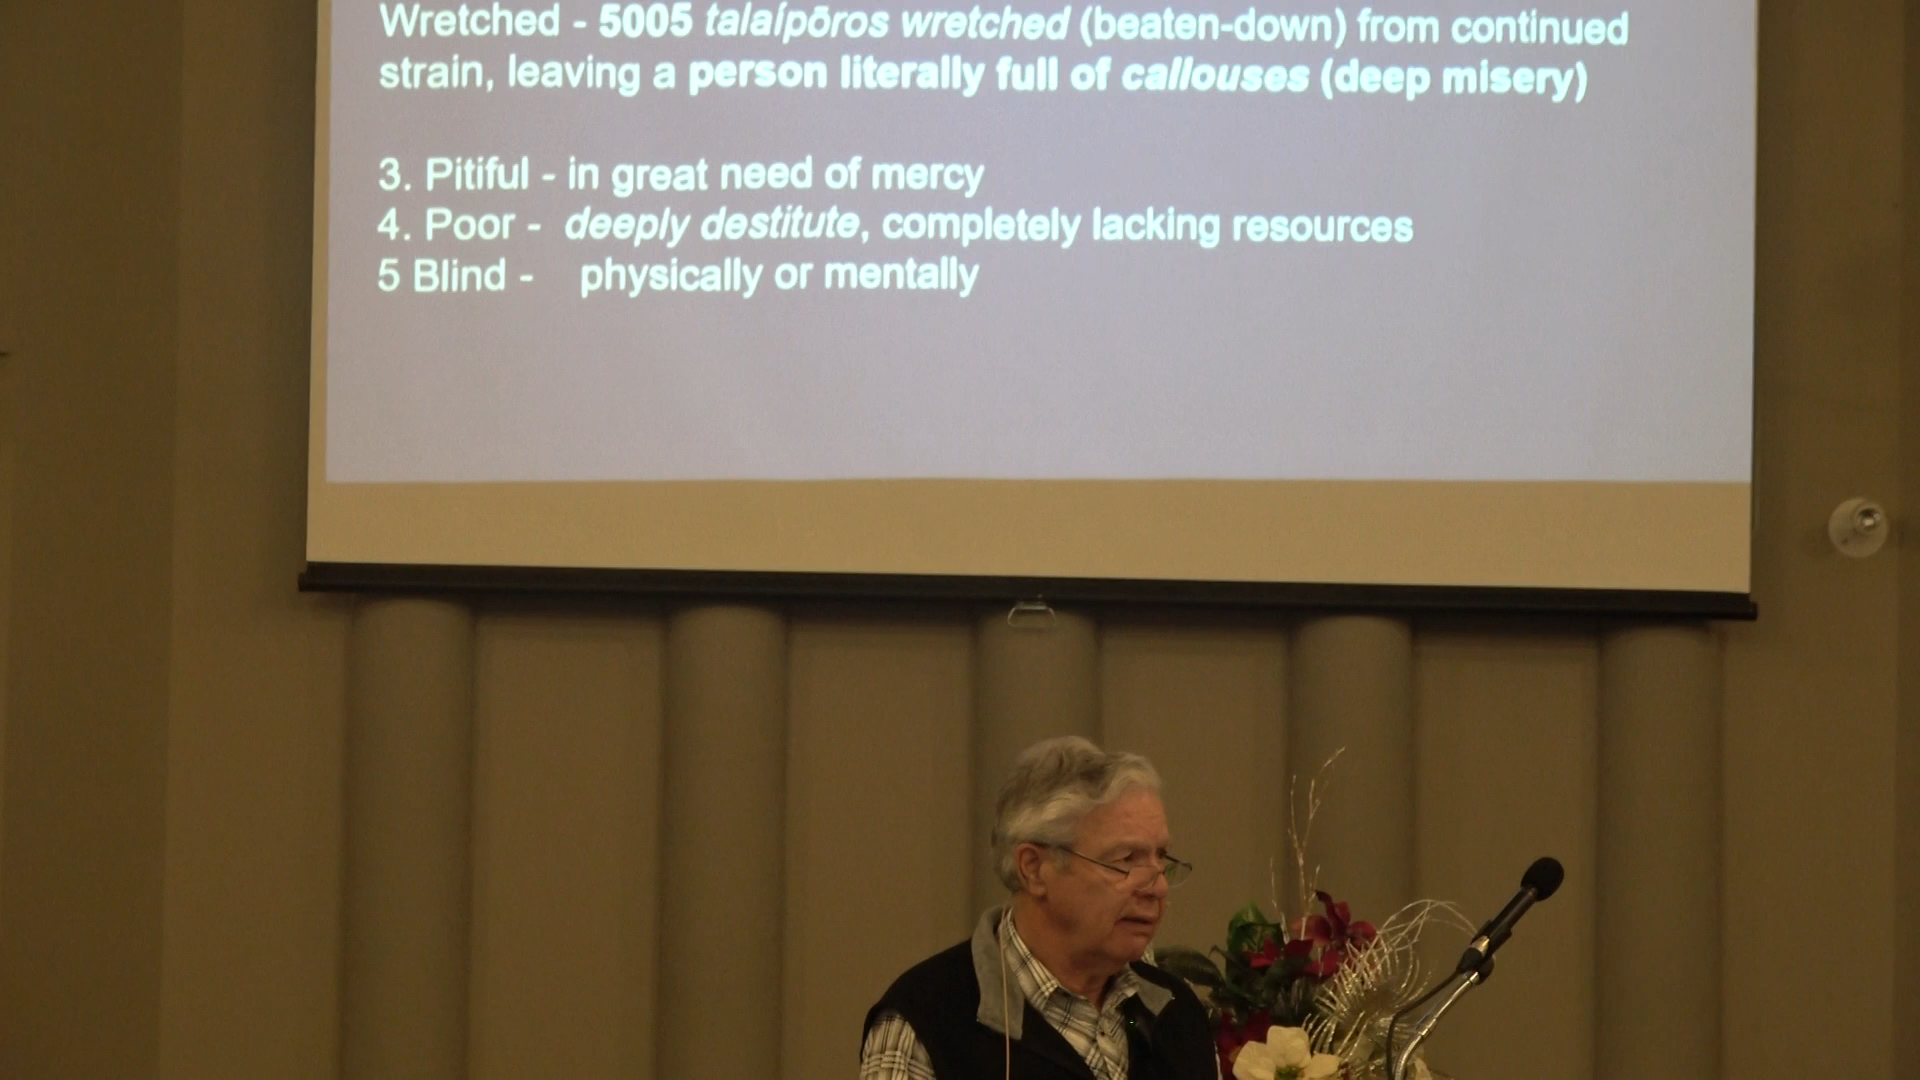 Wretched - 5005 talaípōros wretched (beaten-down) from continued
strain, leaving a person literally full of callouses (deep misery)
3. Pitiful - in great need of mercy
4. Poor - deeply destitute, completely lacking resources
5 Blind - physically or mentally